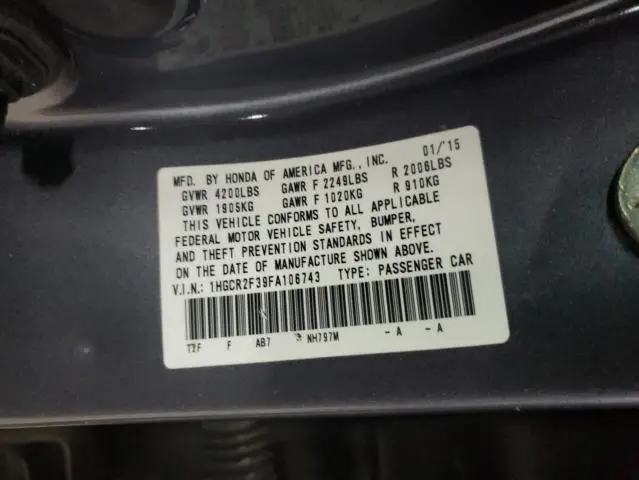 MFD. BY HONDA OF AMERICA MFG., INC. 01/'15
GVWR 4200LBS GAWR F 2249LBS R 2006LBS
GVWR 1905KG GAWR F 1020KG R 910KG
THIS VEHICLE CONFORMS TO ALL APPLICABLE
FEDERAL MOTOR VEHICLE SAFETY, BUMPER,
AND THEFT PREVENTION STANDARDS IN EFFECT
ON THE DATE OF MANUFACTURE SHOWN ABOVE.
V.I.N.: 1HGCR2F39FA106743 TYPE: PASSENGER CAR
F AB7 NH797M - A - A